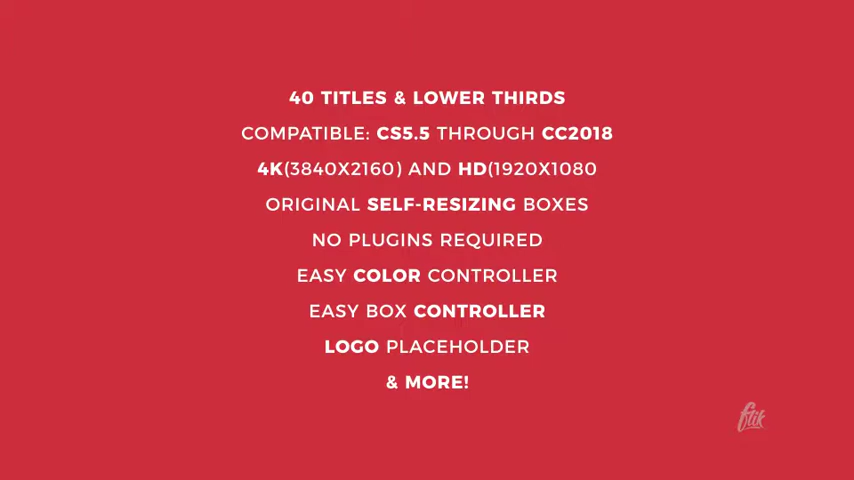 40 TITLES & LOWER THIRDS
COMPATIBLE: CS5.5 THROUGH CC2018
4K(3840X2160) AND HD(1920X1080
ORIGINAL SELF-RESIZING BOXES
NO PLUGINS REQUIRED
EASY COLOR CONTROLLER
EASY BOX CONTROLLER
LOGO PLACEHOLDER
& MORE!
flik